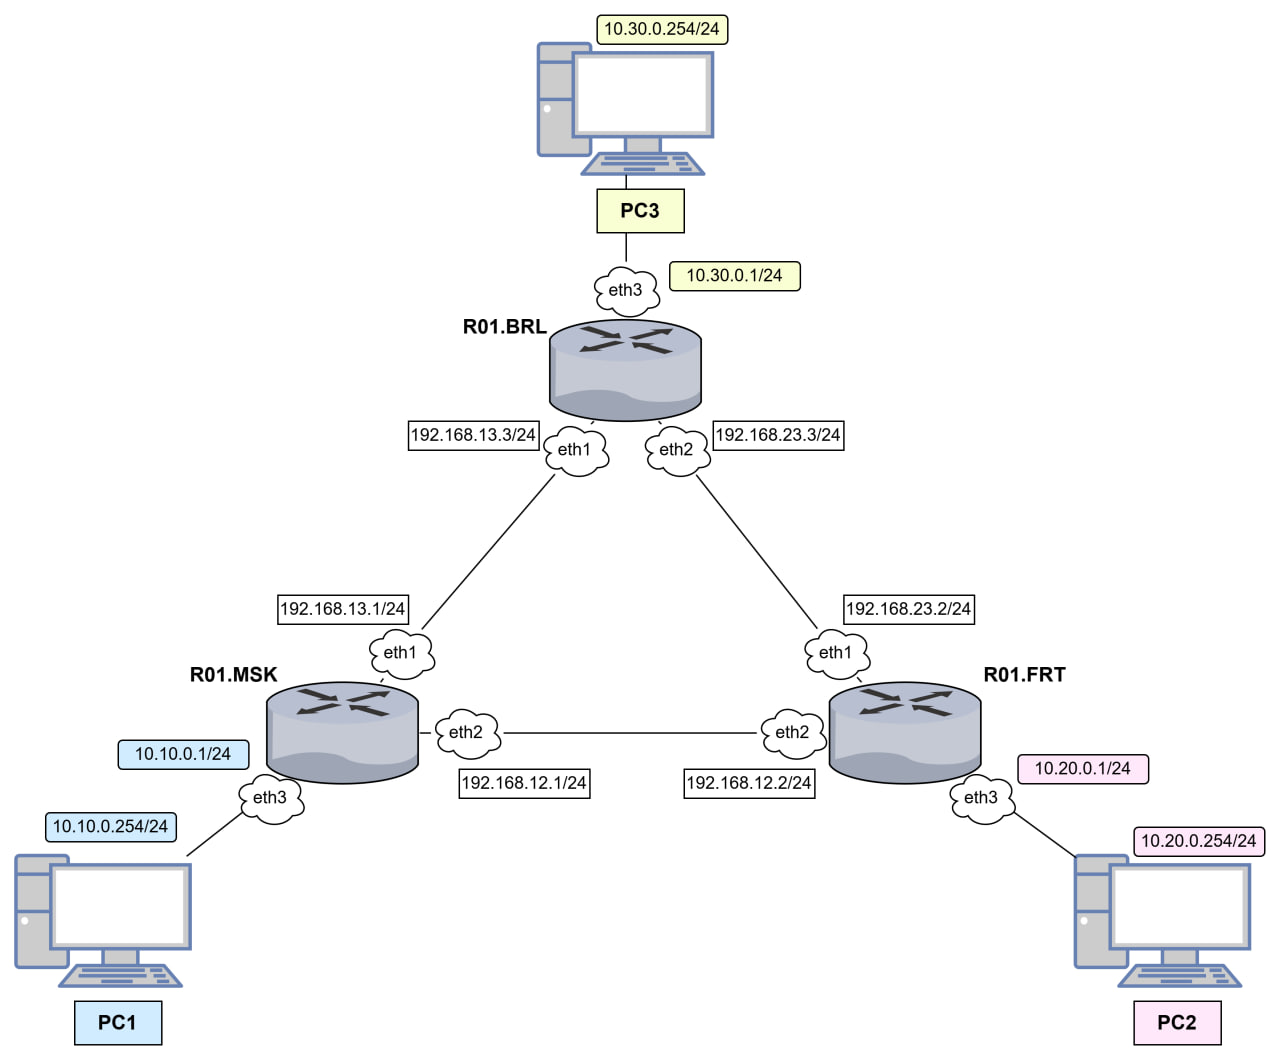 10.30.0.254/24
PC3
10.30.0.1/24
eth3
R01.BRL
192.168.13.3/24
eth1
eth2
192.168.23.3/24
192.168.13.1/24
192.168.23.2/24
eth1
eth1
R01.MSK
R01.FRT
eth2
eth2
10.10.0.1/24
10.20.0.1/24
192.168.12.1/24
192.168.12.2/24
eth3
eth3
10.10.0.254/24
10.20.0.254/24
PC1
PC2